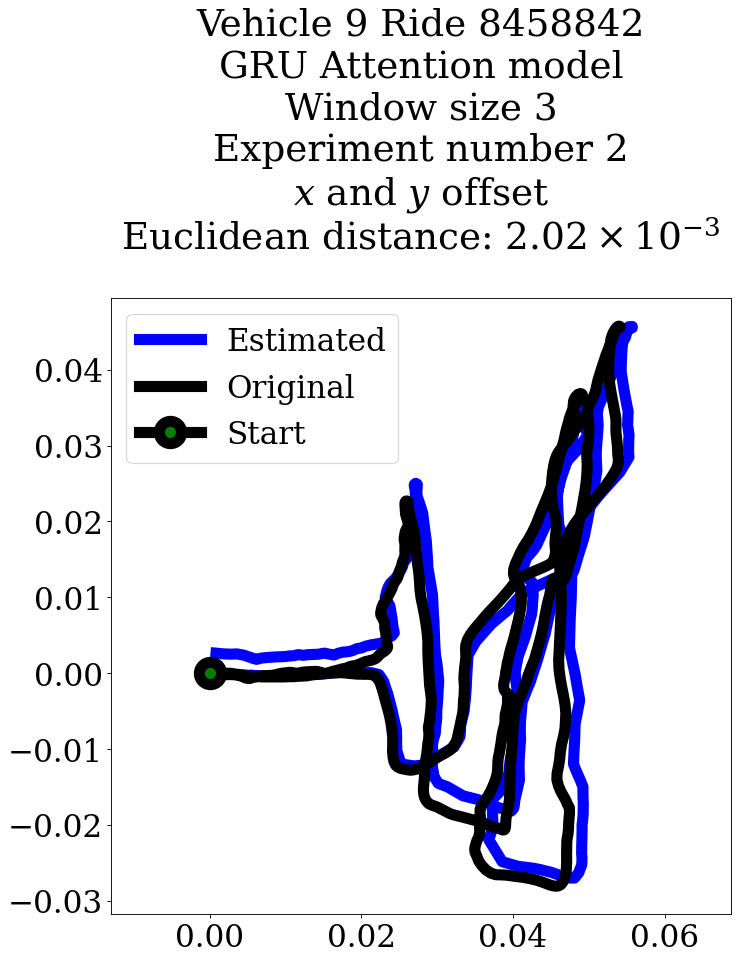 Vehicle 9 Ride 8458842
GRU Attention model
Window size 3
Experiment number 2
x and y offset
Euclidean distance: 2.02 × 10⁻³
Estimated
Original
Start
0.04
0.03
0.02
0.01
0.00
−0.01
−0.02
−0.03
0.00 0.02 0.04 0.06